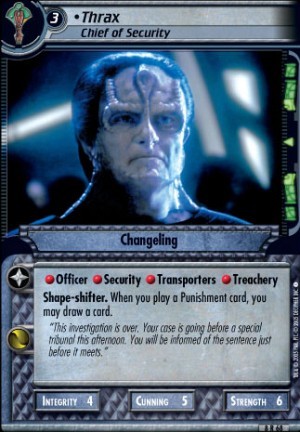 3
•Thrax
Chief of Security
Changeling
Officer Security Transporters Treachery
Shape-shifter. When you play a Punishment card, you
may draw a card.
"This investigation is over. Your case is going before a special
tribunal this afternoon. You will be informed of the sentence just
before it meets."
INTEGRITY 4 CUNNING 5 STRENGTH 6